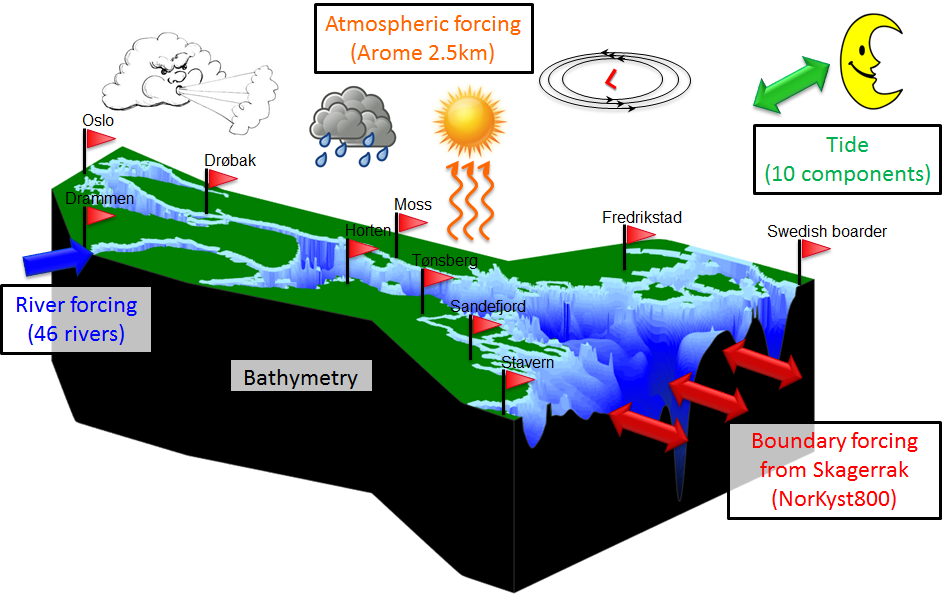 Atmospheric forcing
(Arome 2.5km)
L
Tide
(10 components)
Oslo
Drøbak
Drammen
Moss
Horten
Fredrikstad
Swedish boarder
Tønsberg
River forcing
(46 rivers)
Sandefjord
Stavern
Bathymetry
Boundary forcing
from Skagerrak
(NorKyst800)